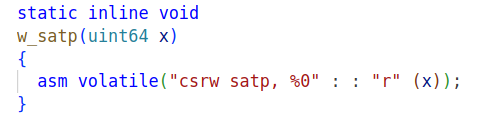 static inline void
w_satp(uint64 x)
{
  asm volatile("csrw satp, %0" : : "r" (x));
}